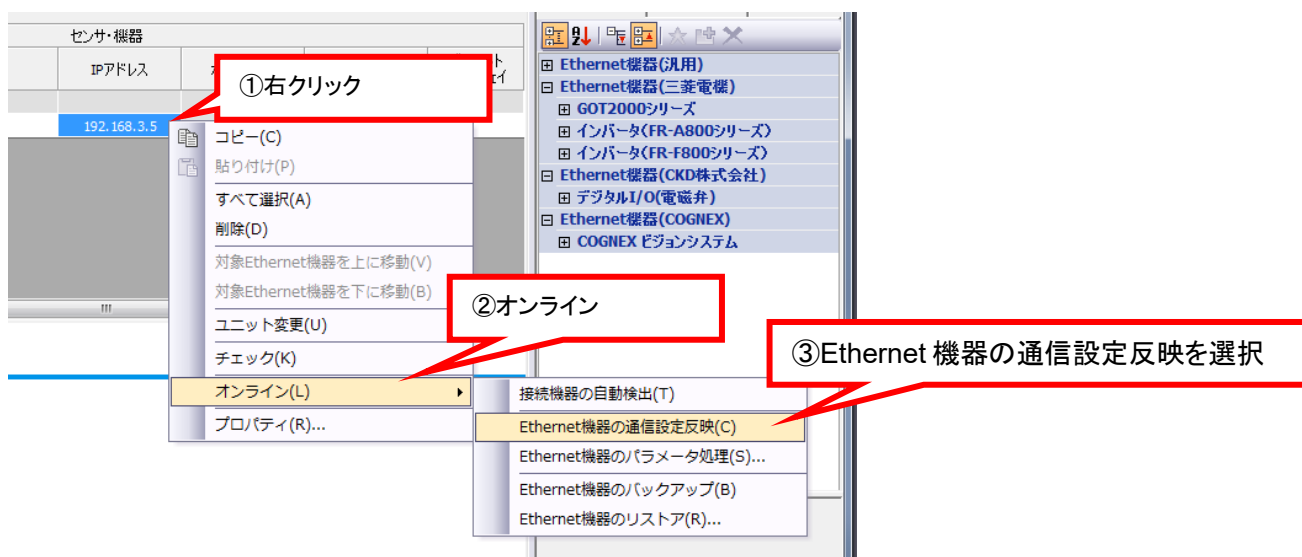 センサ・機器
IPアドレス
①右クリック
192.168.3.5
コピー(C)
貼り付け(P)
すべて選択(A)
削除(D)
対象Ethernet機器を上に移動(V)
対象Ethernet機器を下に移動(B)
ユニット変更(U)
チェック(K)
オンライン(L)
プロパティ(R)...
②オンライン
接続機器の自動検出(T)
Ethernet機器の通信設定反映(C)
Ethernet機器のパラメータ処理(S)...
Ethernet機器のバックアップ(B)
Ethernet機器のリストア(R)...
③Ethernet 機器の通信設定反映を選択
Ethernet機器(汎用)
Ethernet機器(三菱電機)
GOT2000シリーズ
インバータ(FR-A800シリーズ)
インバータ(FR-F800シリーズ)
Ethernet機器(CKD株式会社)
デジタルI/O(電磁弁)
Ethernet機器(COGNEX)
COGNEX ビジョンシステム